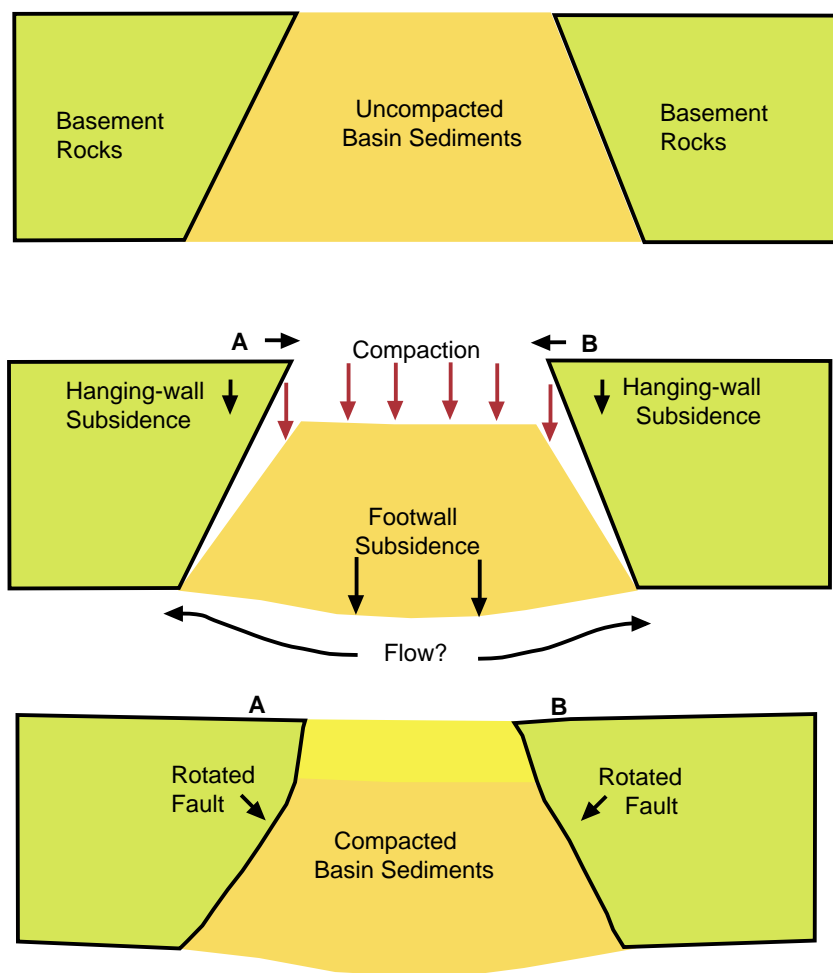 Basement
Rocks
Uncompacted
Basin Sediments
Basement
Rocks
A
Compaction
B
Hanging-wall
Subsidence
Hanging-wall
Subsidence
Footwall
Subsidence
Flow?
A
B
Rotated
Fault
Rotated
Fault
Compacted
Basin Sediments